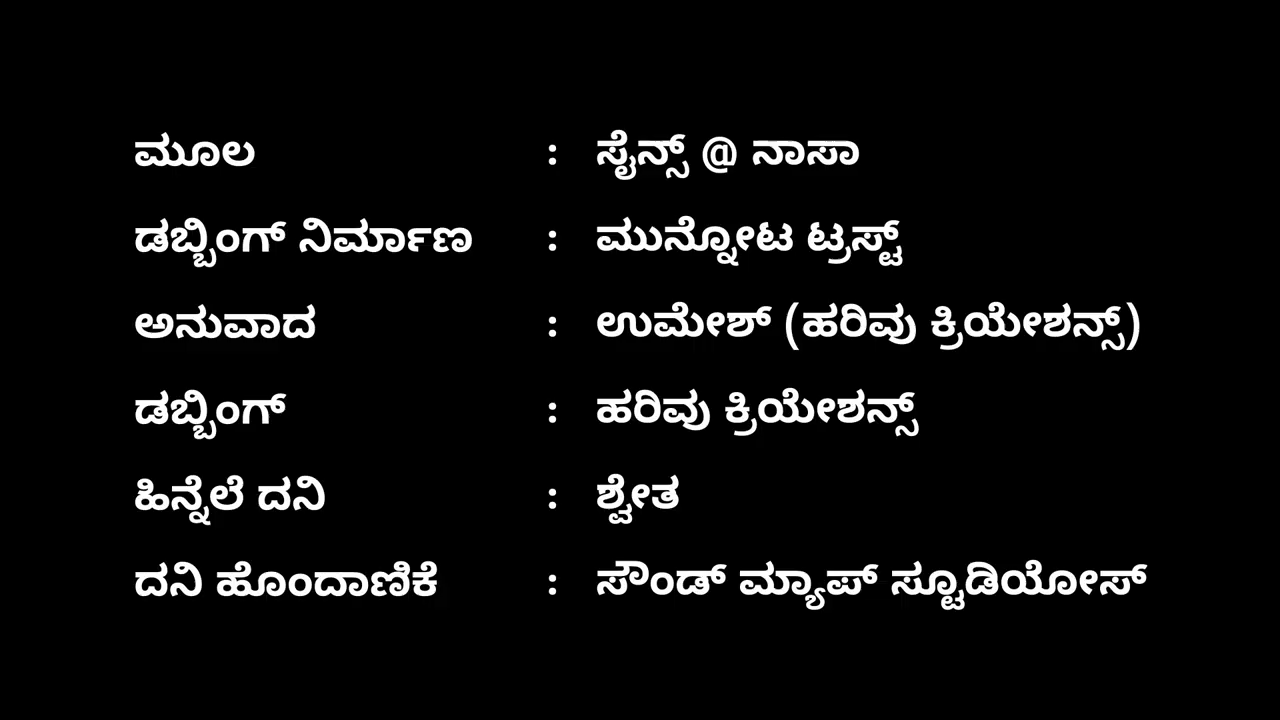 ಮೂಲ : ಸೈನ್ಸ್ @ ನಾಸಾ
ಡಬ್ಬಿಂಗ್ ನಿರ್ಮಾಣ : ಮುನ್ನೋಟ ಟ್ರಸ್ಟ್
ಅನುವಾದ : ಉಮೇಶ್ (ಹರಿವು ಕ್ರಿಯೇಶನ್ಸ್)
ಡಬ್ಬಿಂಗ್ : ಹರಿವು ಕ್ರಿಯೇಶನ್ಸ್
ಹಿನ್ನೆಲೆ ದನಿ : ಶ್ವೇತ
ದನಿ ಹೊಂದಾಣಿಕೆ : ಸೌಂಡ್ ಮ್ಯಾಪ್ ಸ್ಟೂಡಿಯೋಸ್